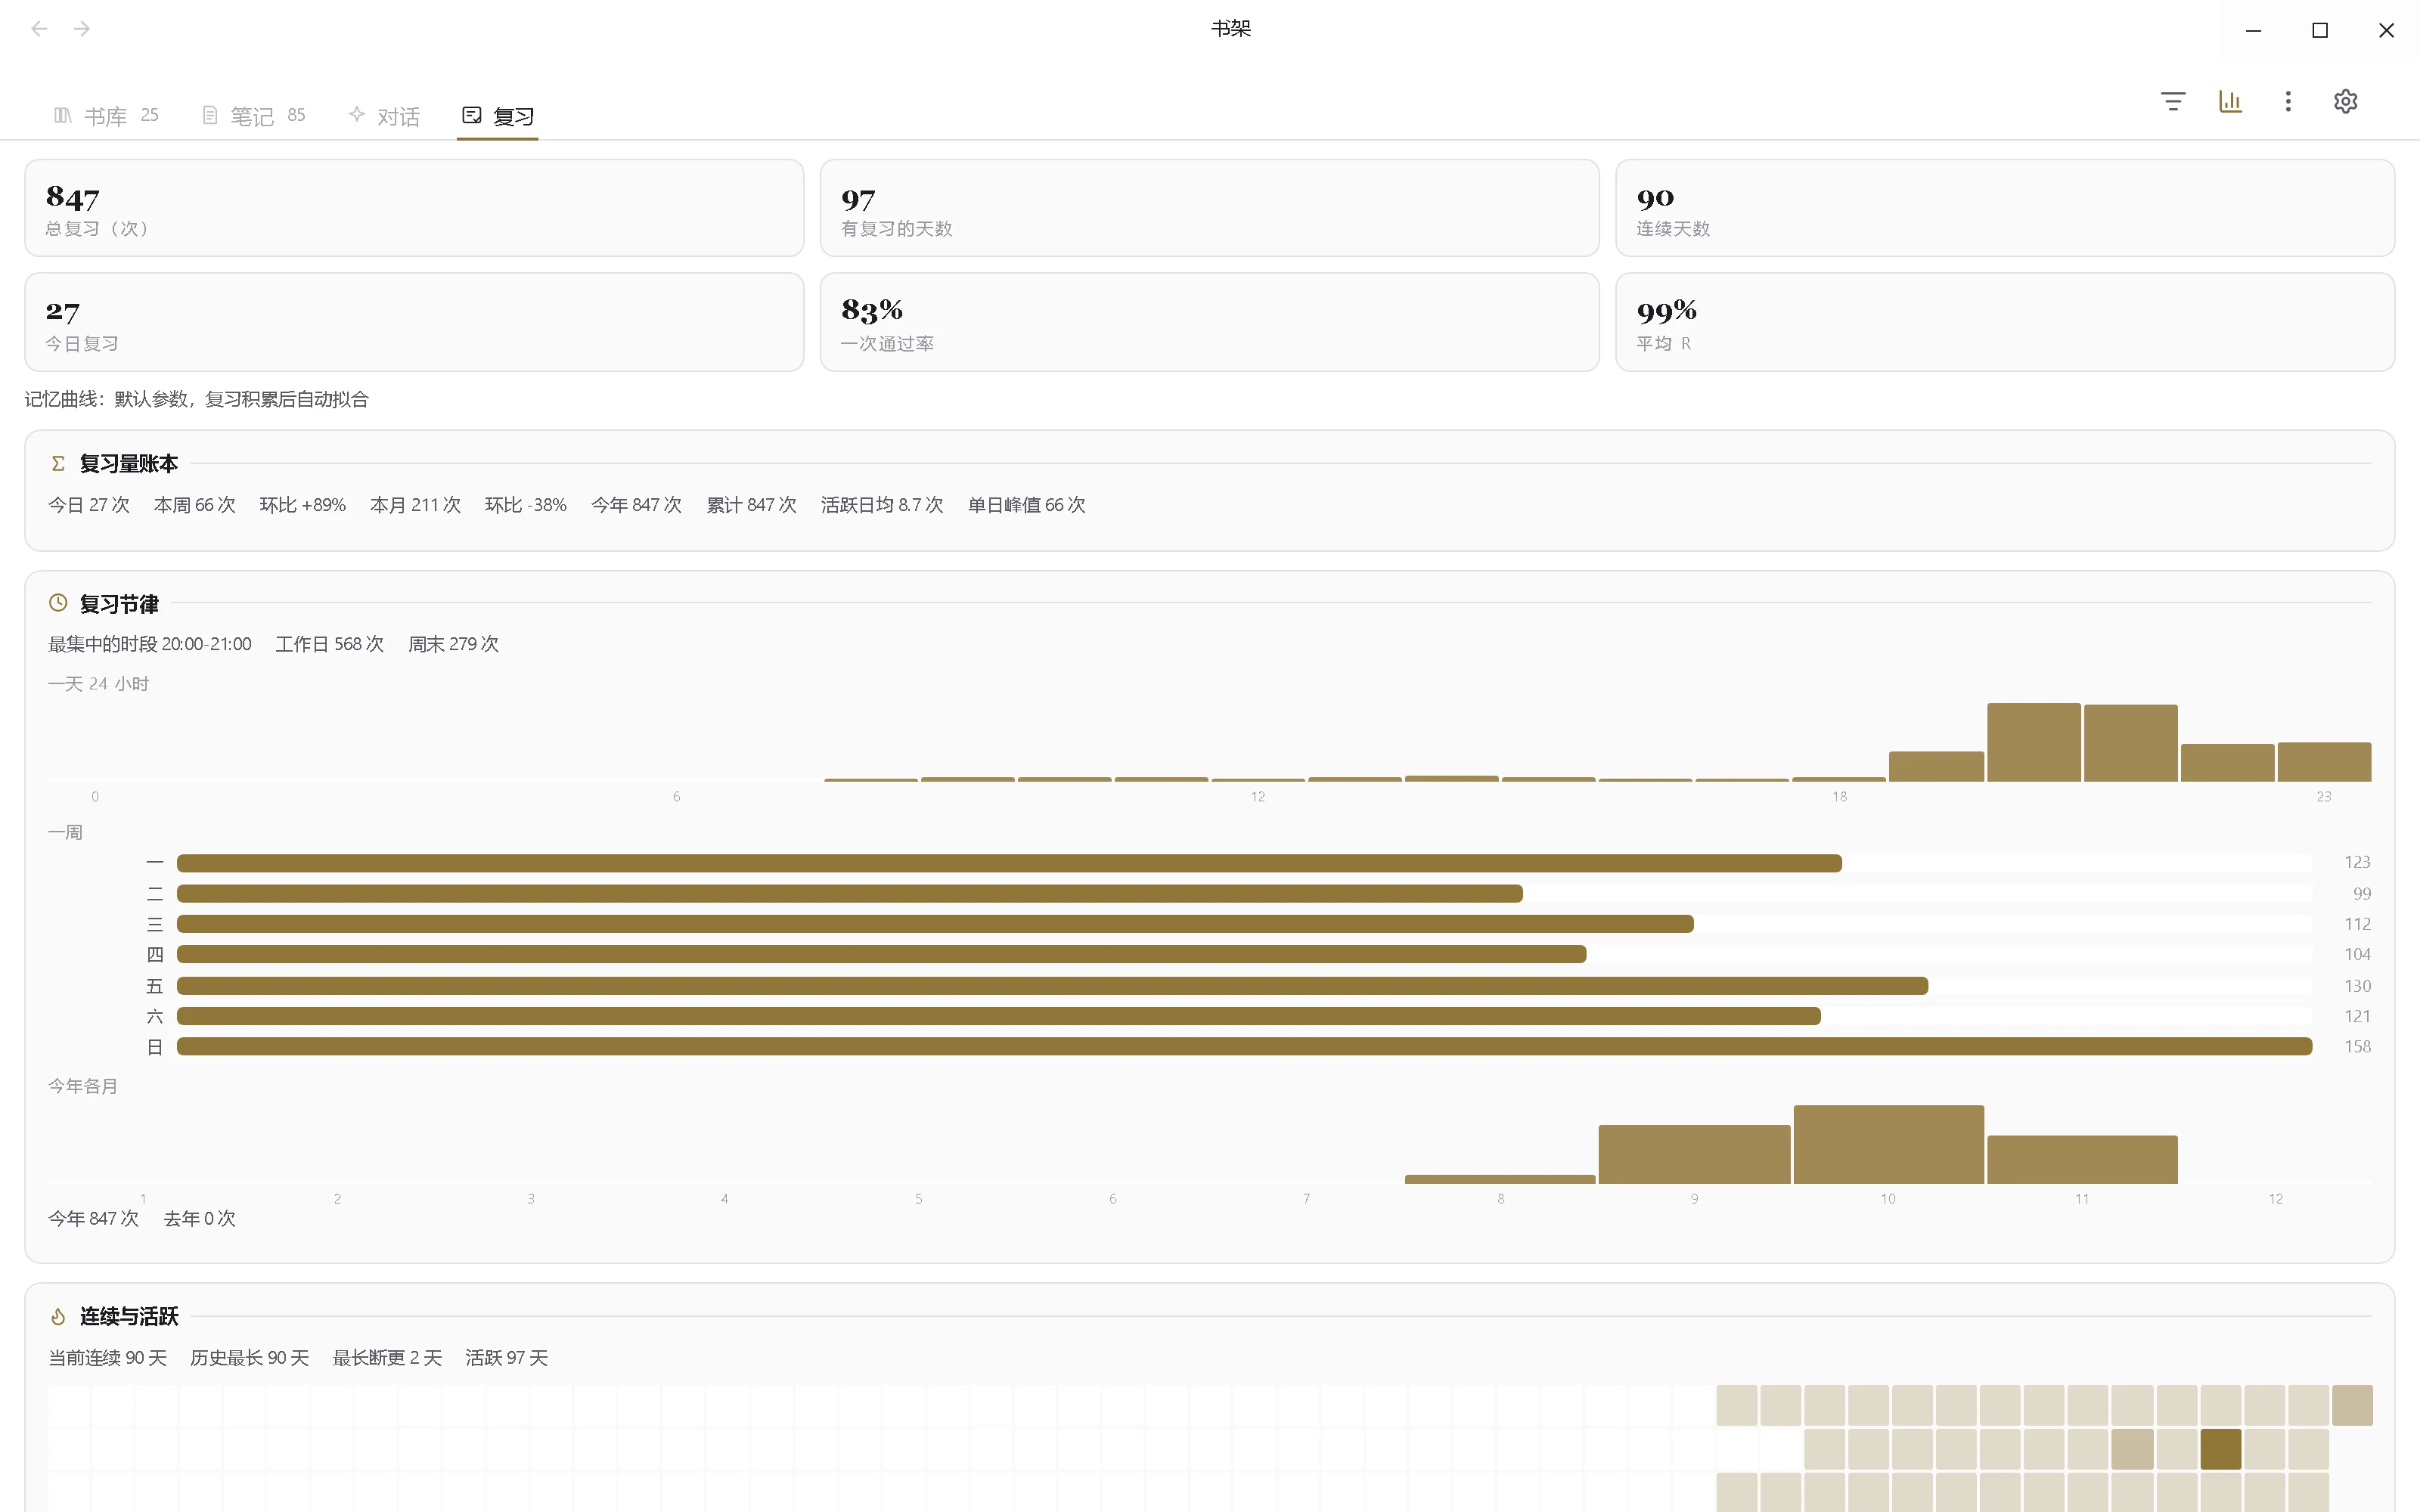 书架
书库 25 笔记 85 对话 复习
847
总复习（次）
97
有复习的天数
90
连续天数
27
今日复习
83%
一次通过率
99%
平均 R
记忆曲线：默认参数，复习积累后自动拟合
Σ 复习量账本
今日 27 次 本周 66 次 环比 +89% 本月 211 次 环比 -38% 今年 847 次 累计 847 次 活跃日均 8.7 次 单日峰值 66 次
复习节律
最集中的时段 20:00-21:00 工作日 568 次 周末 279 次
一天 24 小时
0 6 12 18 23
一周
一 123
二 99
三 112
四 104
五 130
六 121
日 158
今年各月
1 2 3 4 5 6 7 8 9 10 11 12
今年 847 次 去年 0 次
连续与活跃
当前连续 90 天 历史最长 90 天 最长断更 2 天 活跃 97 天